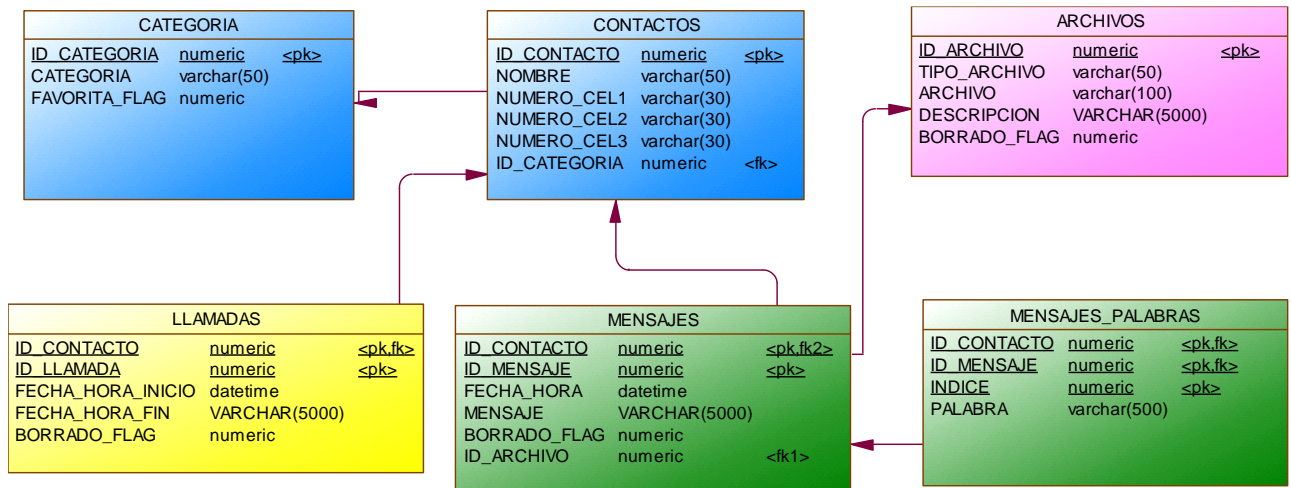 CATEGORIA
ID_CATEGORIA numeric <pk>
CATEGORIA varchar(50)
FAVORITA_FLAG numeric
CONTACTOS
ID_CONTACTO numeric <pk>
NOMBRE varchar(50)
NUMERO_CEL1 varchar(30)
NUMERO_CEL2 varchar(30)
NUMERO_CEL3 varchar(30)
ID_CATEGORIA numeric <fk>
ARCHIVOS
ID_ARCHIVO numeric <pk>
TIPO_ARCHIVO varchar(50)
ARCHIVO varchar(100)
DESCRIPCION VARCHAR(5000)
BORRADO_FLAG numeric
LLAMADAS
ID_CONTACTO numeric <pk,fk>
ID_LLAMADA numeric <pk>
FECHA_HORA_INICIO datetime
FECHA_HORA_FIN VARCHAR(5000)
BORRADO_FLAG numeric
MENSAJES
ID_CONTACTO numeric <pk,fk2>
ID_MENSAJE numeric <pk>
FECHA_HORA datetime
MENSAJE VARCHAR(5000)
BORRADO_FLAG numeric
ID_ARCHIVO numeric <fk1>
MENSAJES_PALABRAS
ID_CONTACTO numeric <pk,fk>
ID_MENSAJE numeric <pk,fk>
INDICE numeric <pk>
PALABRA varchar(500)